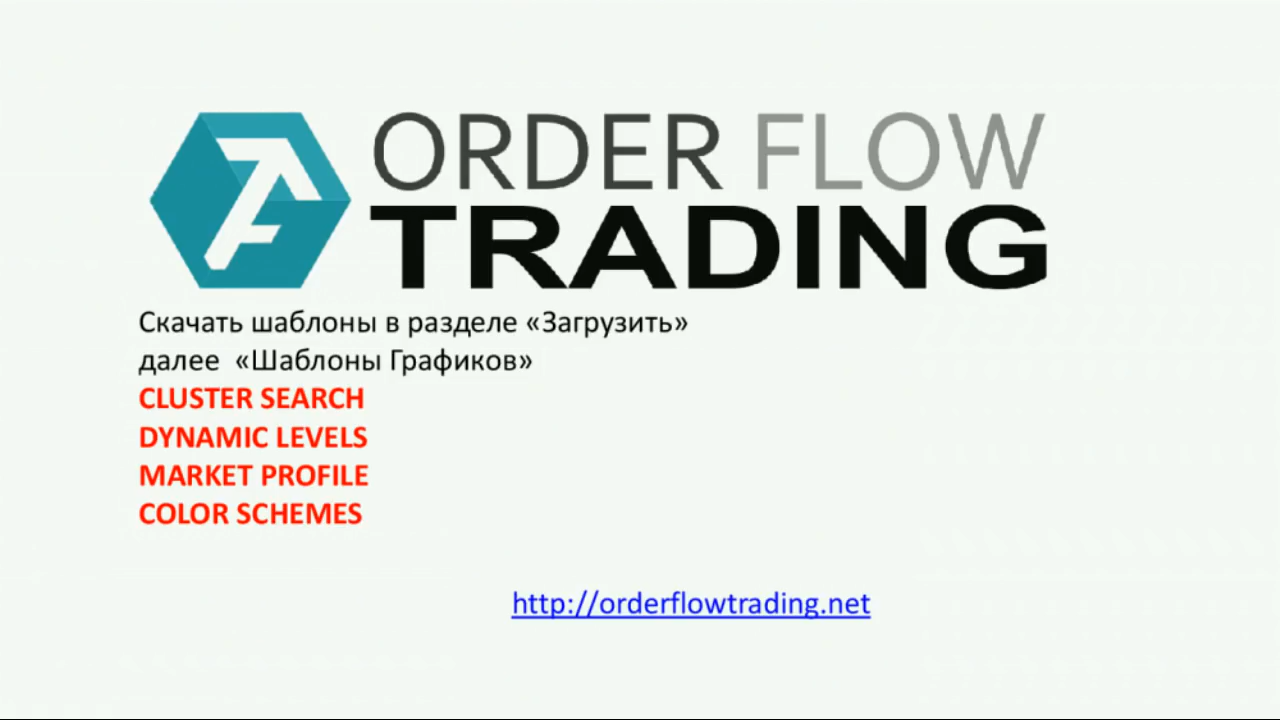 ORDER FLOW
TRADING
Скачать шаблоны в разделе «Загрузить»
далее «Шаблоны Графиков»
CLUSTER SEARCH
DYNAMIC LEVELS
MARKET PROFILE
COLOR SCHEMES
http://orderflowtrading.net